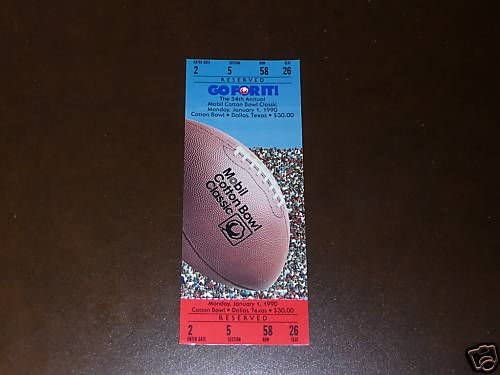 ENTER GATE SECTION ROW SEAT
2 5 58 26
RESERVED
GO FOR IT!
The 54th Annual
Mobil Cotton Bowl Classic
Monday, January 1, 1990
Cotton Bowl • Dallas, Texas • $30.00
Mobil
Cotton Bowl
Classic
Monday, January 1, 1990
Cotton Bowl • Dallas, Texas • $30.00
RESERVED
2 5 58 26
ENTER GATE SECTION ROW SEAT